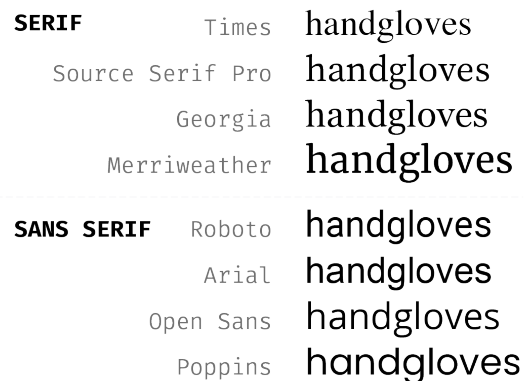 SERIF Times handgloves
Source Serif Pro handgloves
Georgia handgloves
Merriweather handgloves
SANS SERIF Roboto handgloves
Arial handgloves
Open Sans handgloves
Poppins handgloves